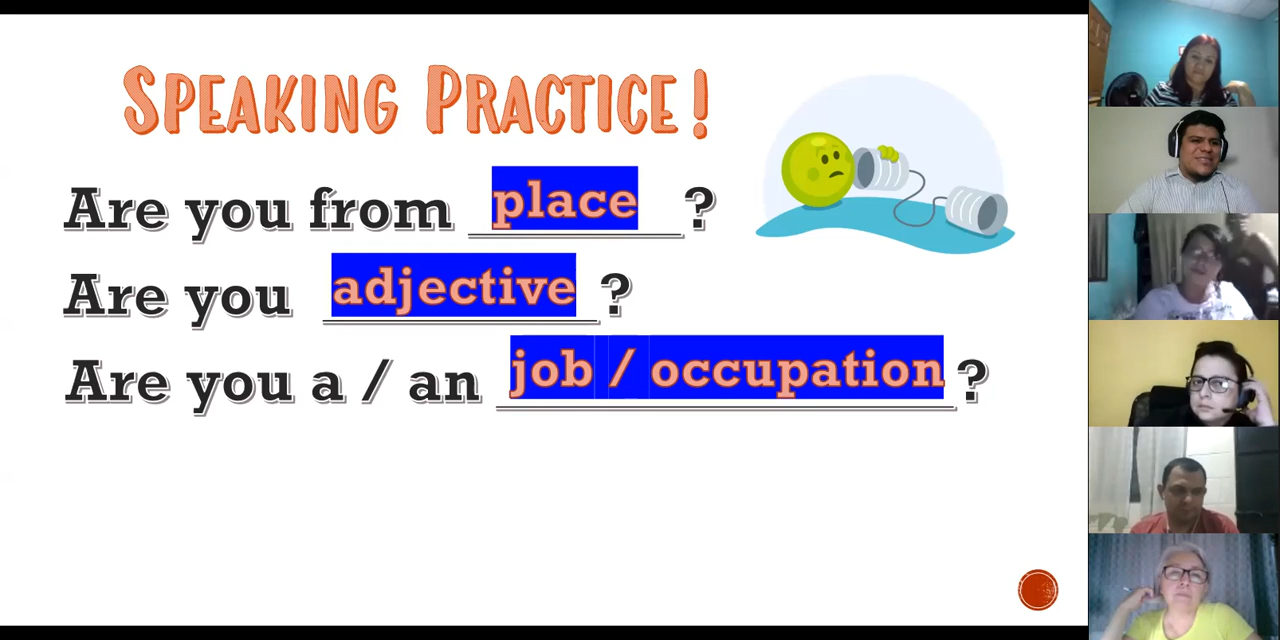 SPEAKING PRACTICE!
Are you from place ?
Are you adjective ?
Are you a / an job / occupation ?